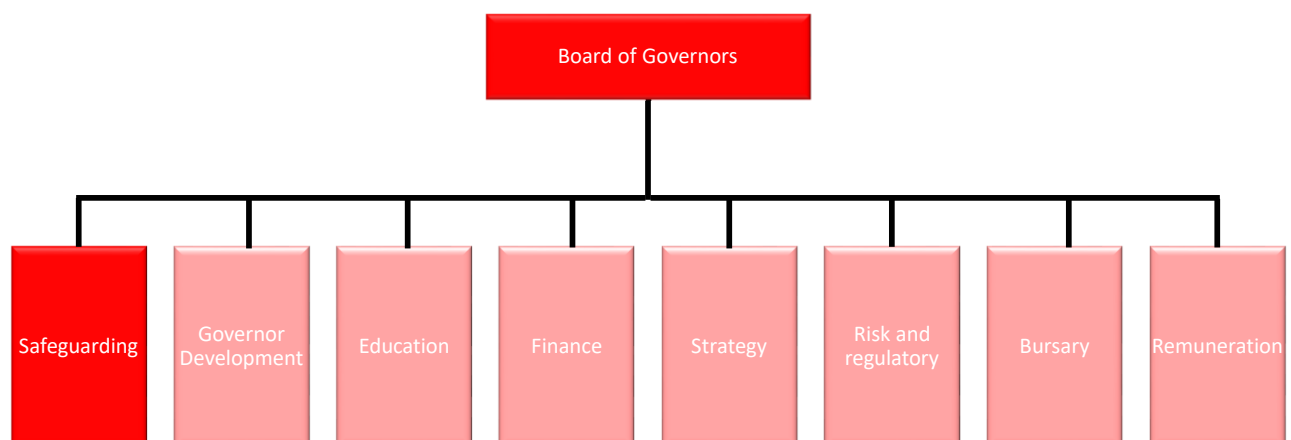 Board of Governors
Safeguarding
Governor
Development
Education
Finance
Strategy
Risk and
regulatory
Bursary
Remuneration